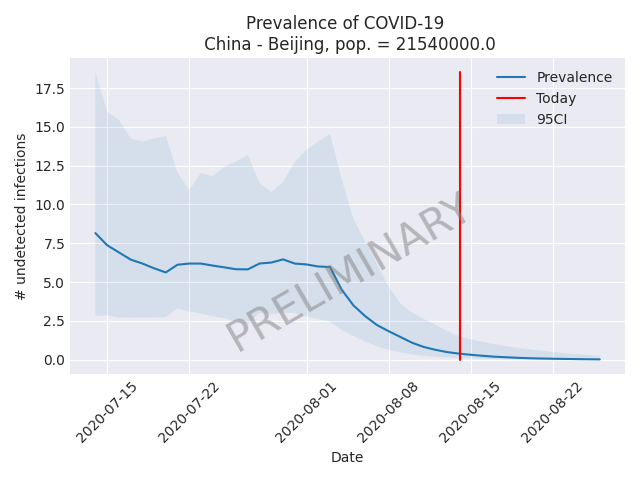 Prevalence of COVID-19
China - Beijing, pop. = 21540000.0
Prevalence
Today
95CI
PRELIMINARY
# undetected infections
17.5
15.0
12.5
10.0
7.5
5.0
2.5
0.0
2020-07-15
2020-07-22
2020-08-01
2020-08-08
2020-08-15
2020-08-22
Date